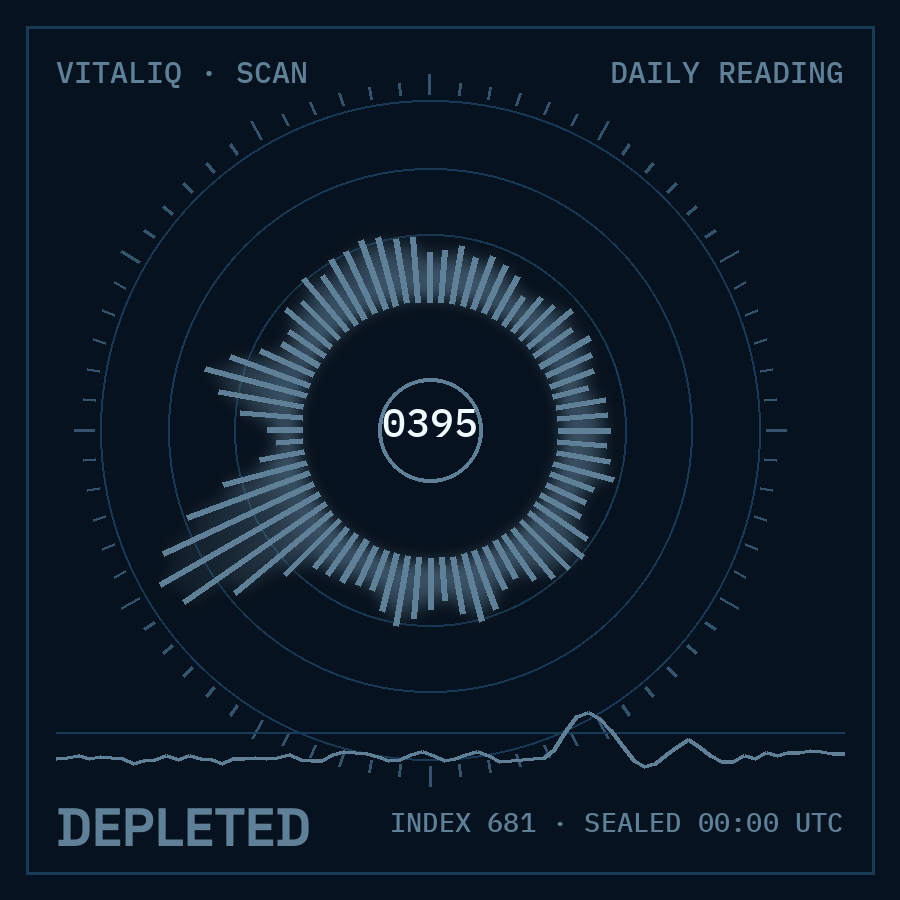 VITALIQ · SCAN
DAILY READING
0395
DEPLETED
INDEX 681 · SEALED 00:00 UTC